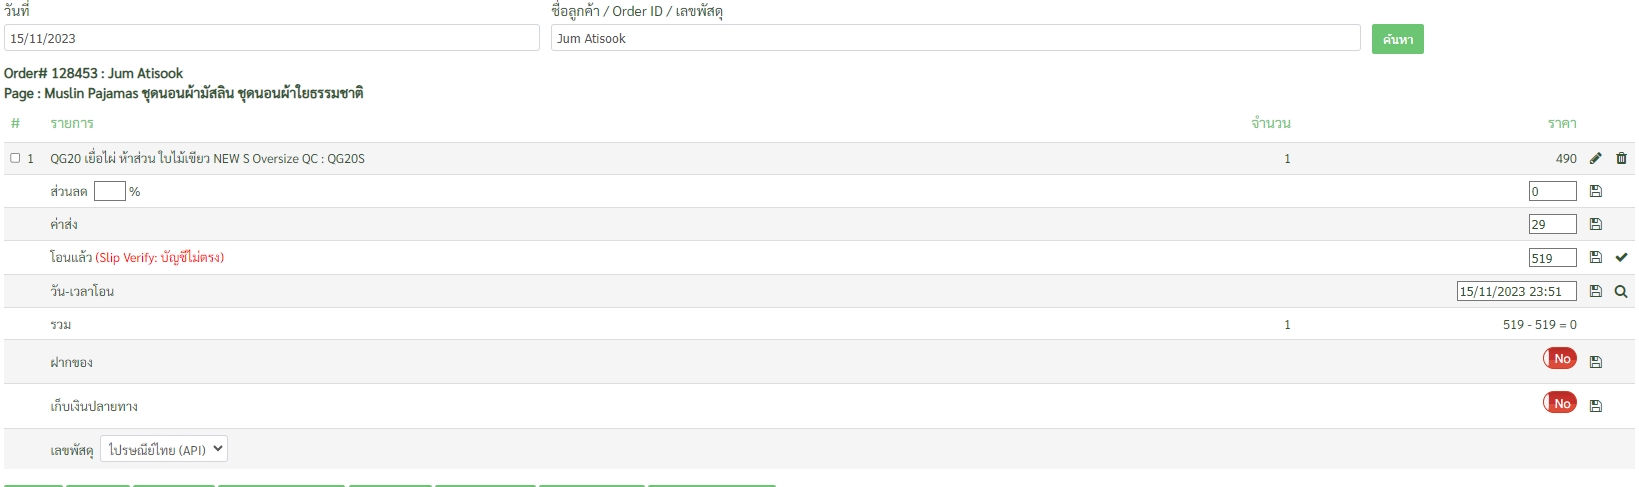 วันที่
ชื่อลูกค้า / Order ID / เลขพัสดุ
15/11/2023
Jum Atisook
ค้นหา
Order# 128453 : Jum Atisook
Page : Muslin Pajamas ชุดนอนผ้ามัสลิน ชุดนอนผ้าใยธรรมชาติ
# รายการ จำนวน ราคา
1 QG20 เยื่อไผ่ ห้าส่วน ใบไม้เขียว NEW S Oversize QC : QG20S 1 490
ส่วนลด % 0
ค่าส่ง 29
โอนแล้ว (Slip Verify: บัญชีไม่ตรง) 519
วัน-เวลาโอน 15/11/2023 23:51
รวม 1 519 - 519 = 0
ฝากของ No
เก็บเงินปลายทาง No
เลขพัสดุ ไปรษณีย์ไทย (API)